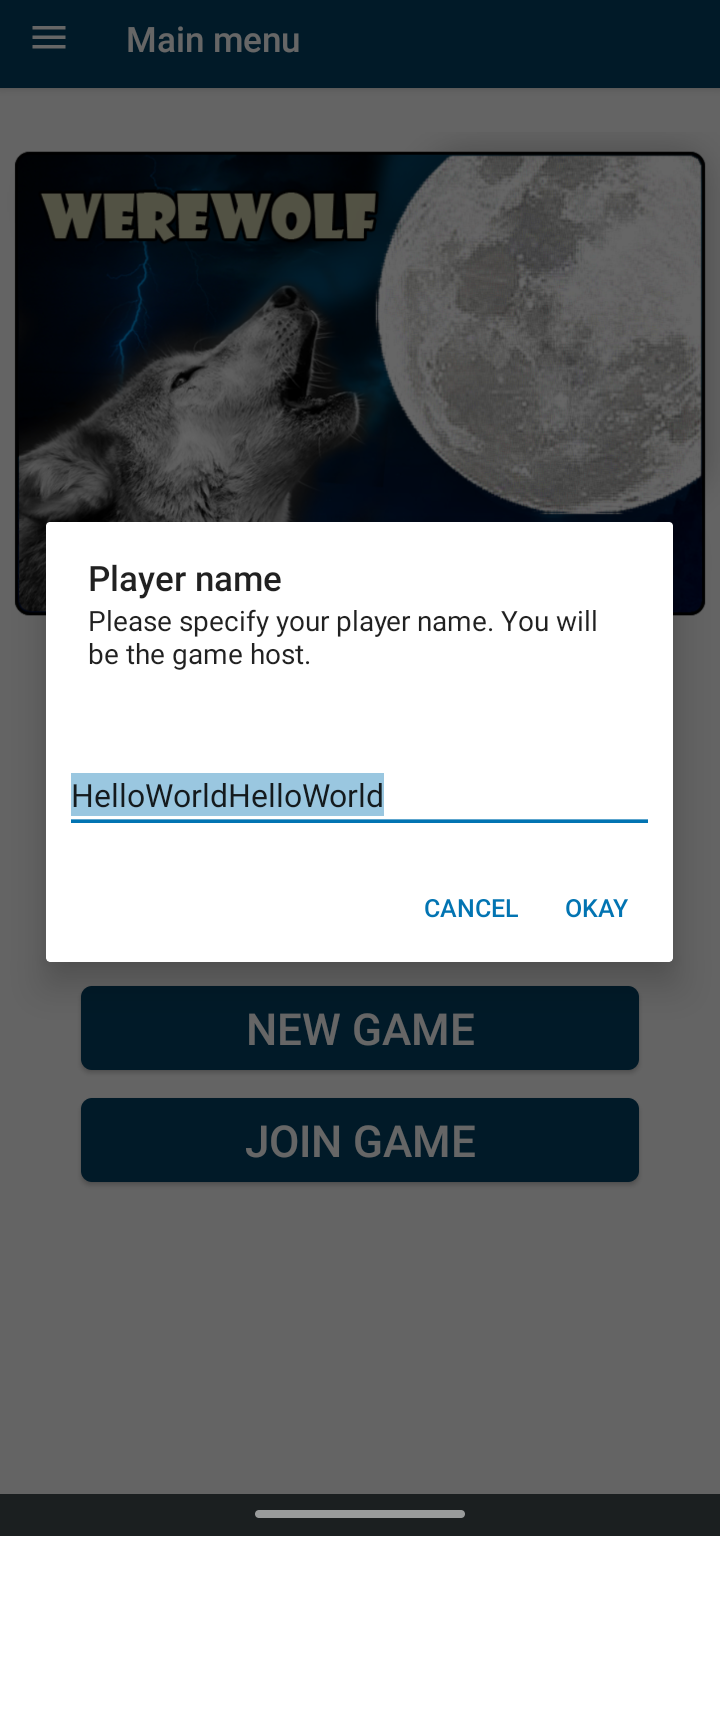 Main menu
WEREWOLF
Player name
Please specify your player name. You will
be the game host.
HelloWorldHelloWorld
CANCEL OKAY
NEW GAME
JOIN GAME